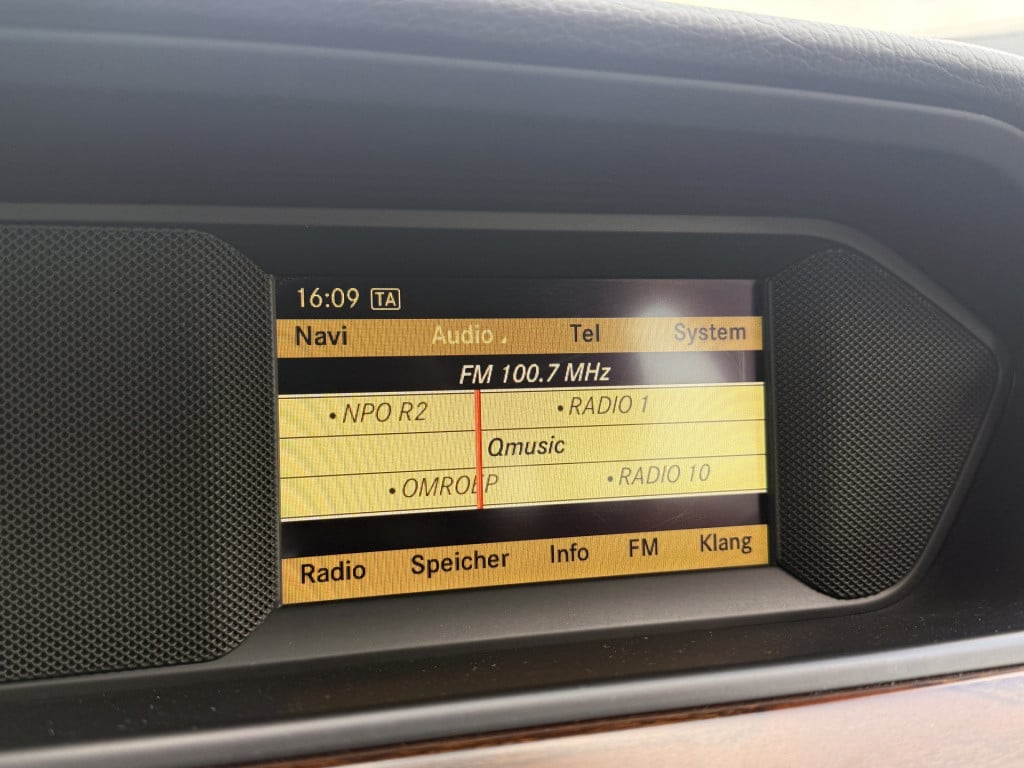 16:09 TA
Navi Audio Tel System
FM 100.7 MHz
• NPO R2 • RADIO 1
Qmusic
• OMROEP • RADIO 10
Radio Speicher Info FM Klang